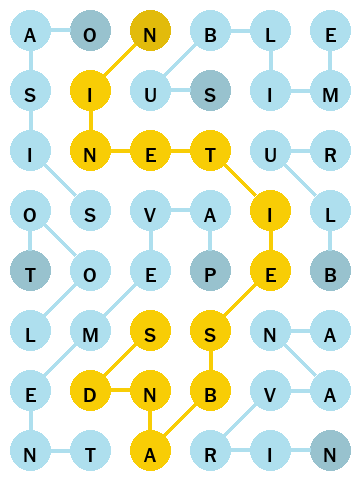 A O N B L E
S I U S I M
I N E T U R
O S V A I L
T O E P E B
L M S S N A
E D N B V A
N T A R I N